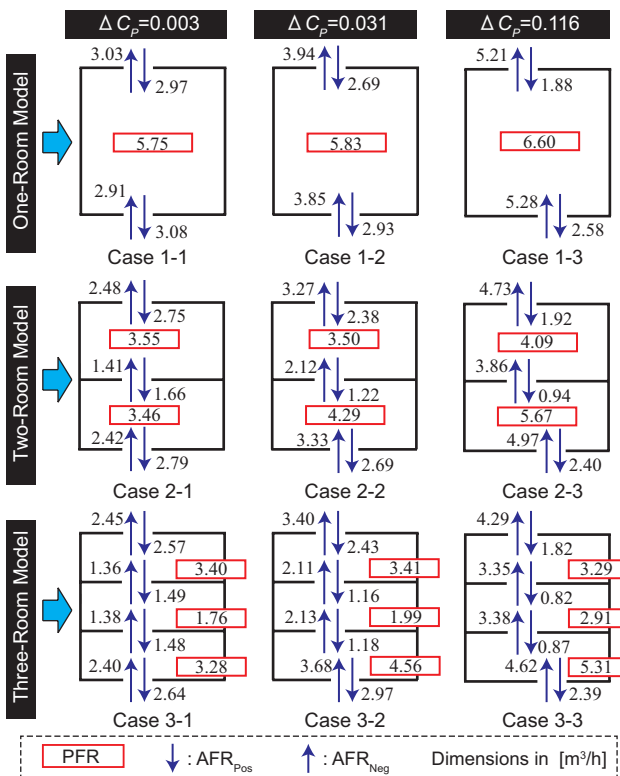 Δ C_P=0.003 Δ C_P=0.031 Δ C_P=0.116
One-Room Model
3.03 2.97 3.94 2.69 5.21 1.88
5.75 5.83 6.60
2.91 3.08 3.85 2.93 5.28 2.58
Case 1-1 Case 1-2 Case 1-3
Two-Room Model
2.48 2.75 3.27 2.38 4.73 1.92
3.55 3.50 4.09
1.41 1.66 2.12 1.22 3.86 0.94
3.46 4.29 5.67
2.42 2.79 3.33 2.69 4.97 2.40
Case 2-1 Case 2-2 Case 2-3
Three-Room Model
2.45 2.57 3.40 2.43 4.29 1.82
1.36 3.40 2.11 3.41 3.35 3.29
1.49 1.16 0.82
1.38 1.76 2.13 1.99 3.38 2.91
1.48 1.18 0.87
2.40 3.28 3.68 4.56 4.62 5.31
2.64 2.97 2.39
Case 3-1 Case 3-2 Case 3-3
PFR ↓ : AFR_Pos ↑ : AFR_Neg Dimensions in [m³/h]